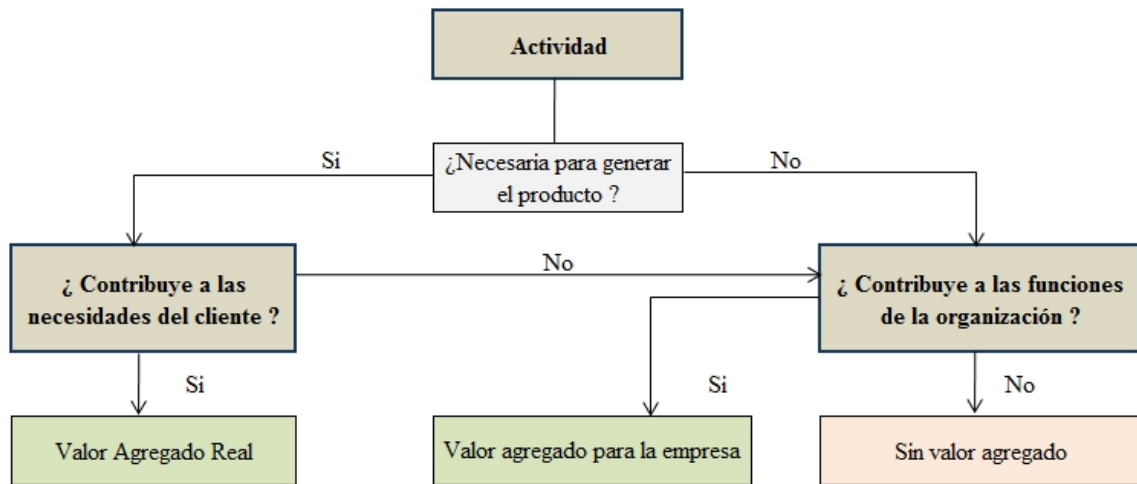 Actividad
Si
¿Necesaria para generar
el producto ?
No
¿ Contribuye a las
necesidades del cliente ?
No
¿ Contribuye a las funciones
de la organización ?
Si
Si
No
Valor Agregado Real
Valor agregado para la empresa
Sin valor agregado